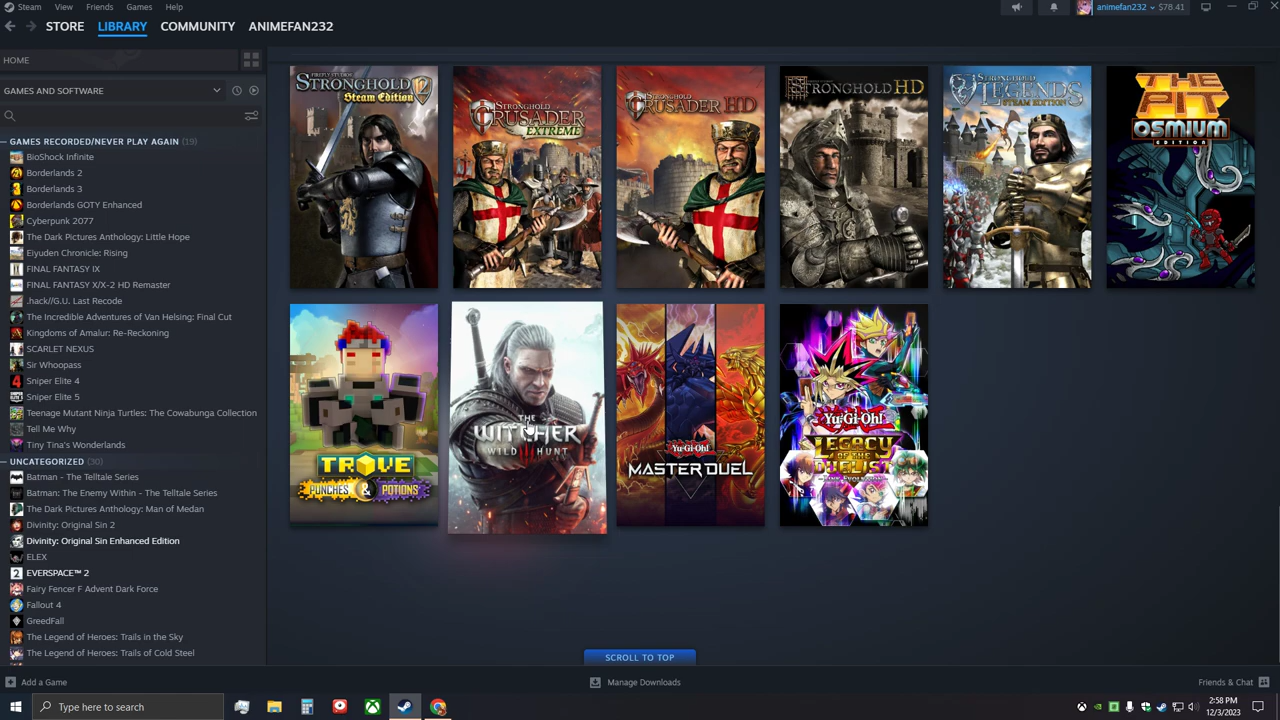 Steam View Friends Games Help
animefan232 $78.41
STORE LIBRARY COMMUNITY ANIMEFAN232
HOME
GAMES AND SOFTWARE
GAMES RECORDED/NEVER PLAY AGAIN (19)
BioShock Infinite
Borderlands 2
Borderlands 3
Borderlands GOTY Enhanced
Cyberpunk 2077
The Dark Pictures Anthology: Little Hope
Eiyuden Chronicle: Rising
FINAL FANTASY IX
FINAL FANTASY X/X-2 HD Remaster
.hack//G.U. Last Recode
The Incredible Adventures of Van Helsing: Final Cut
Kingdoms of Amalur: Re-Reckoning
SCARLET NEXUS
Sir Whoopass
Sniper Elite 4
Sniper Elite 5
Teenage Mutant Ninja Turtles: The Cowabunga Collection
Tell Me Why
Tiny Tina's Wonderlands
UNCATEGORIZED (30)
Batman - The Telltale Series
Batman: The Enemy Within - The Telltale Series
The Dark Pictures Anthology: Man of Medan
Divinity: Original Sin 2
Divinity: Original Sin Enhanced Edition
ELEX
EVERSPACE™ 2
Fairy Fencer F Advent Dark Force
Fallout 4
GreedFall
The Legend of Heroes: Trails in the Sky
The Legend of Heroes: Trails of Cold Steel
FIREFLY STUDIOS'
STRONGHOLD 2
Steam Edition
STRONGHOLD
CRUSADER
EXTREME
STRONGHOLD
CRUSADER HD
STRONGHOLD HD
STRONGHOLD
LEGENDS
STEAM EDITION
THE
PIT
OSMIUM
EDITION
TROVE
PUNCHES & POTIONS
THE
WITCHER
WILD HUNT
Yu-Gi-Oh!
MASTER DUEL
Yu-Gi-Oh!
LEGACY
OF THE
DUELIST
SCROLL TO TOP
Add a Game
Manage Downloads
Friends & Chat
Type here to search
2:58 PM
12/3/2023